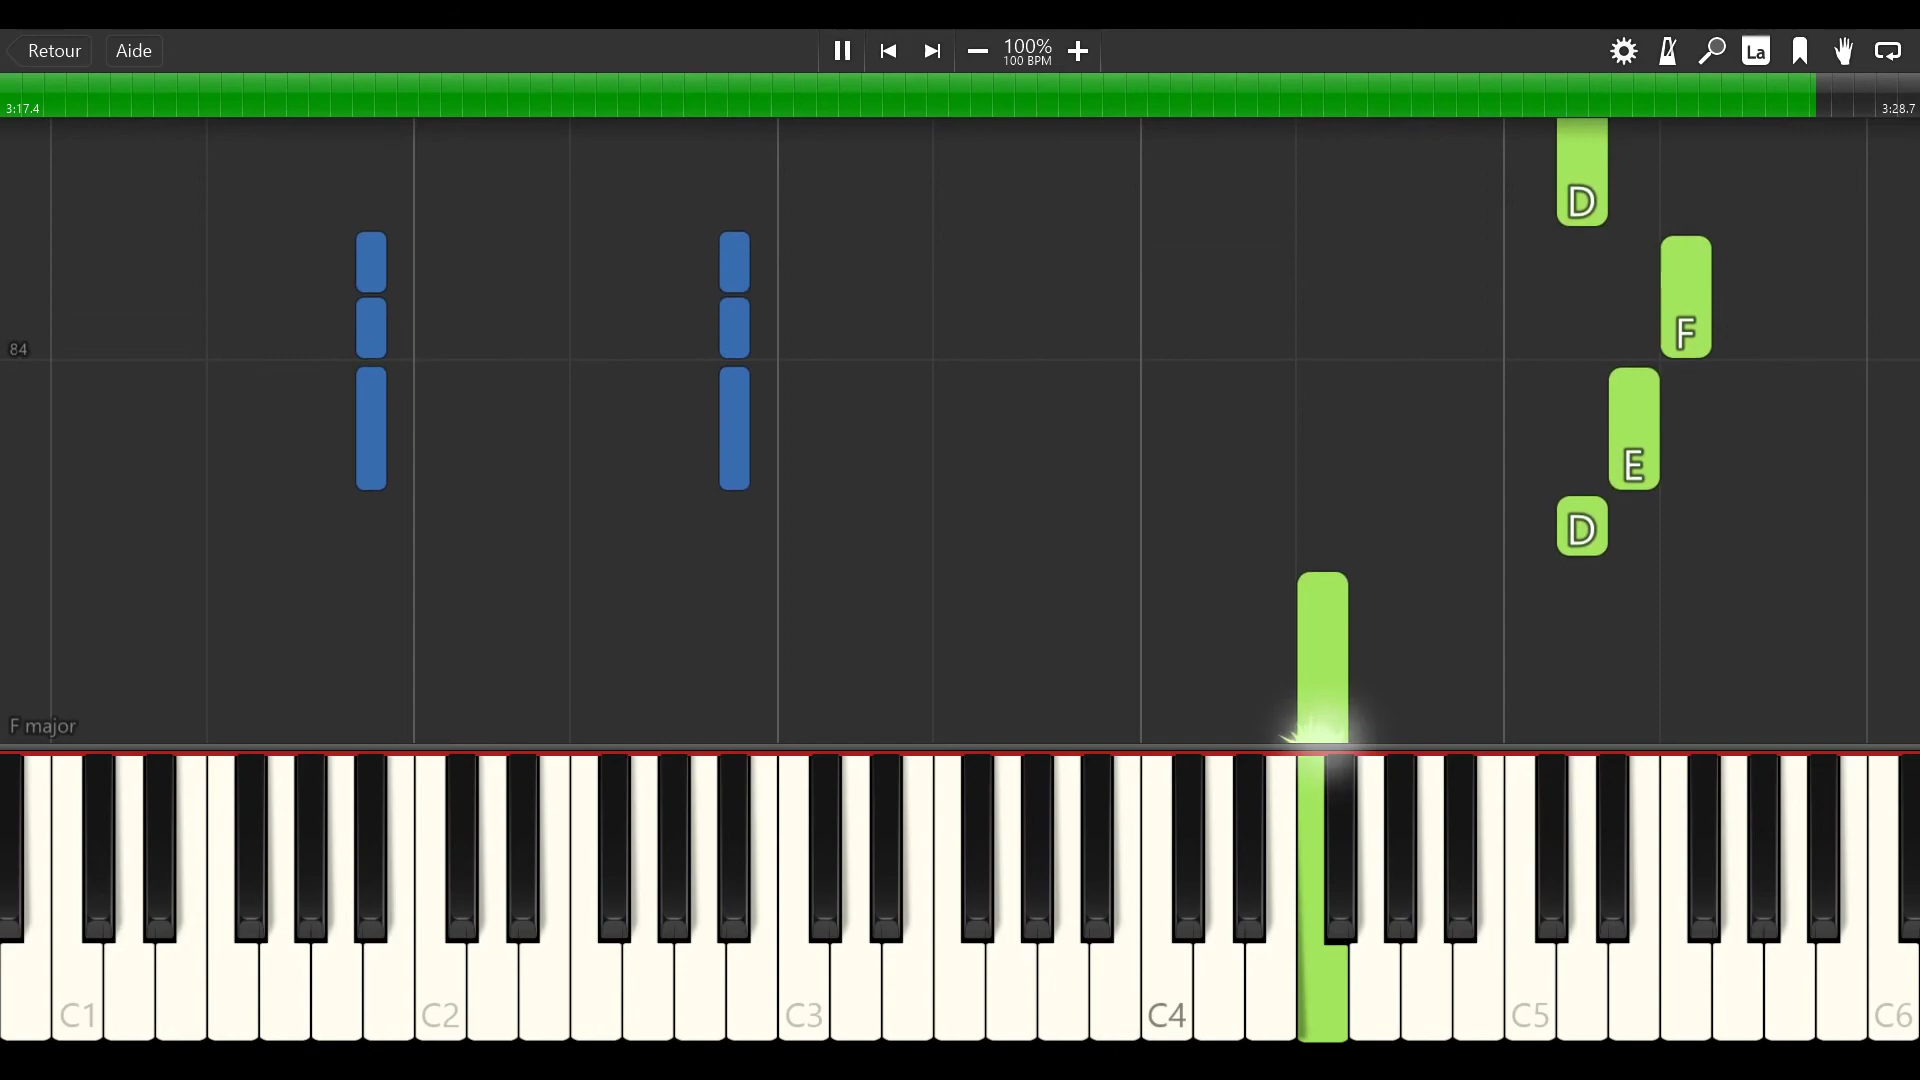 Retour
Aide
100%
100 BPM
La
3:17.4
3:28.7
D
F
84
E
D
F major
C1
C2
C3
C4
C5
C6